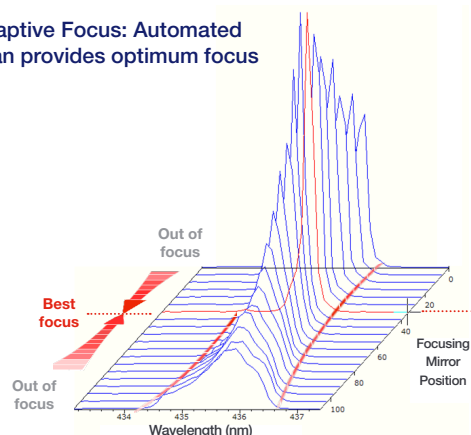 aptive Focus: Automated
an provides optimum focus
Out of
focus
Best
focus
Out of
focus
0
20
40
60
80
100
Focusing
Mirror
Position
434
435
436
437
Wavelength (nm)